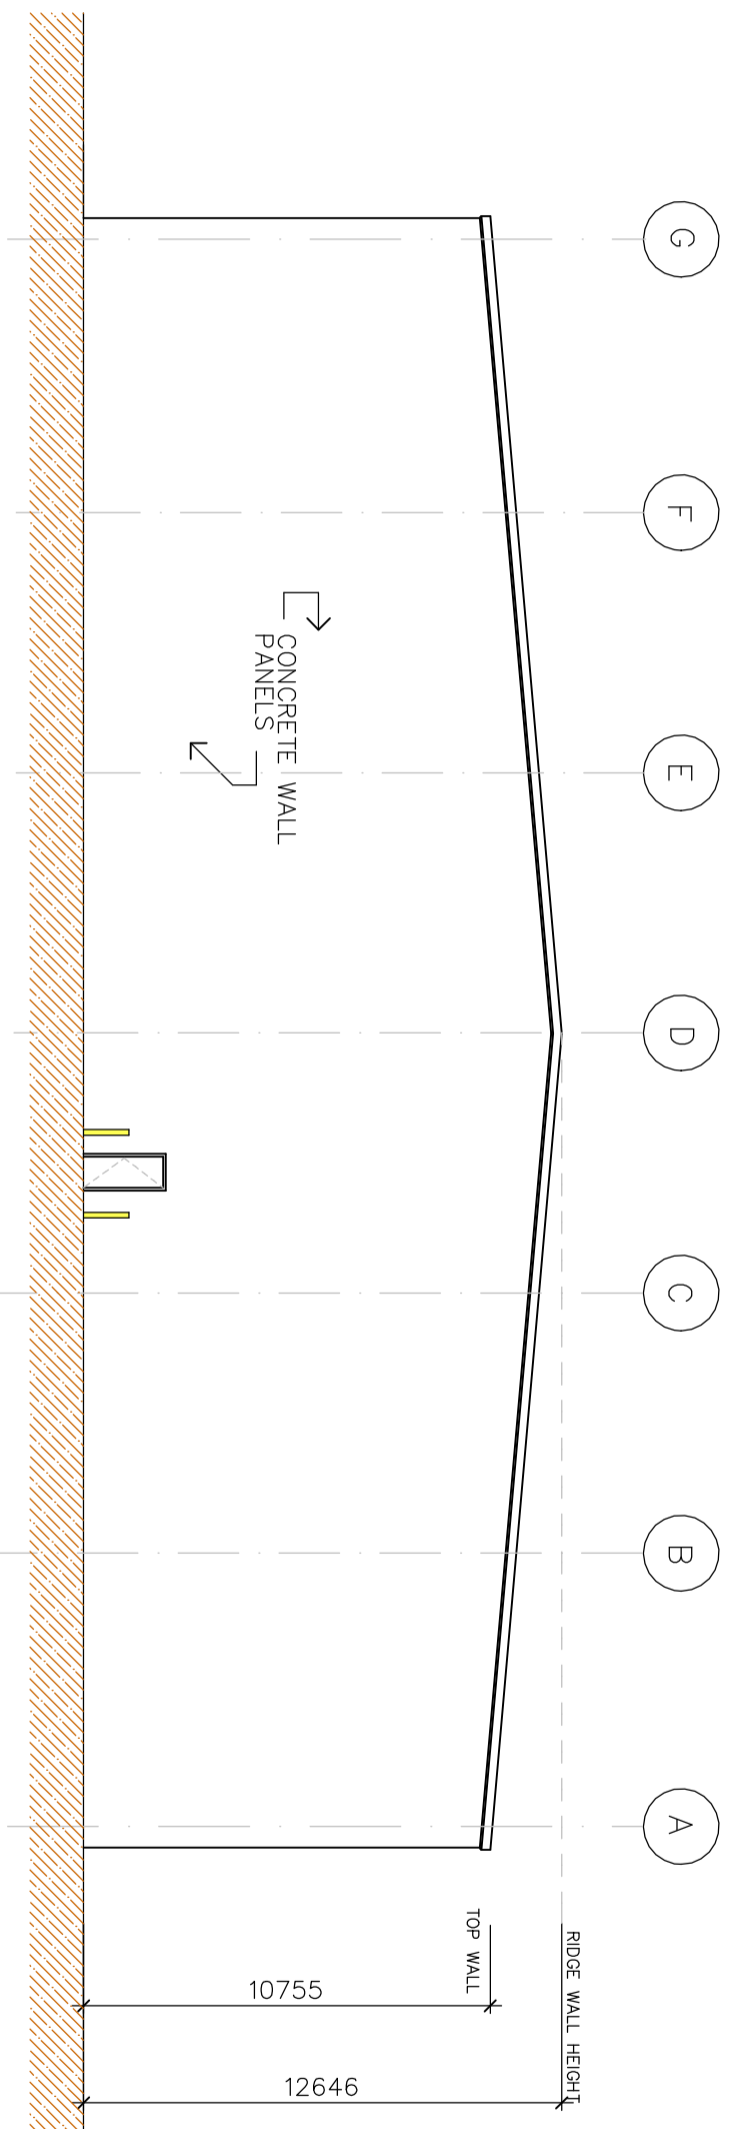 G
F
E
D
C
B
A
CONCRETE WALL
PANELS
TOP WALL
RIDGE WALL HEIGHT
10755
12646